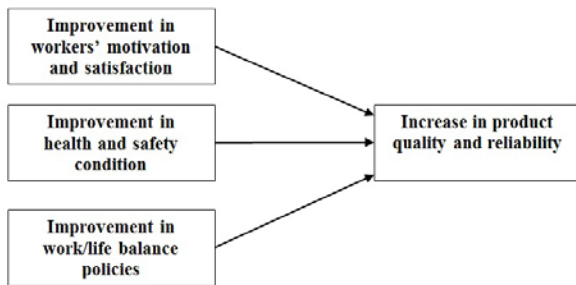 Improvement in
workers’ motivation
and satisfaction
Improvement in
health and safety
condition
Increase in product
quality and reliability
Improvement in
work/life balance
policies